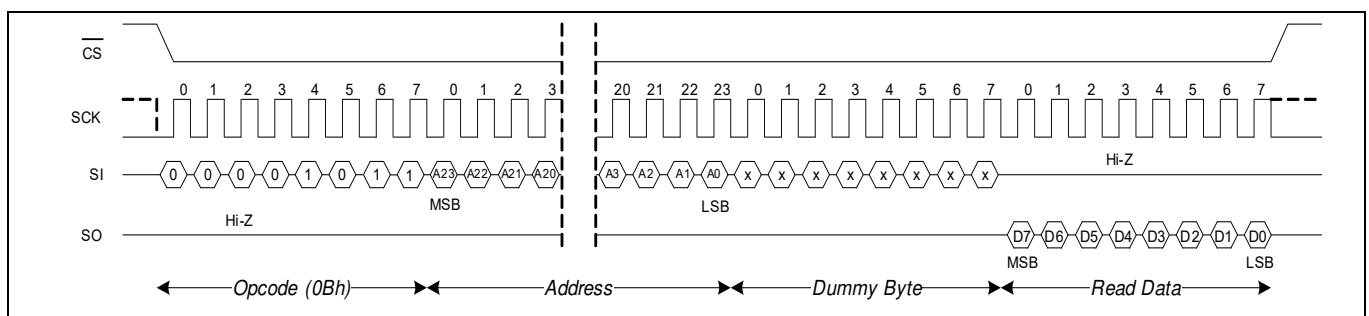 CS
0 1 2 3 4 5 6 7 0 1 2 3 20 21 22 23 0 1 2 3 4 5 6 7 0 1 2 3 4 5 6 7
SCK
Hi-Z
SI 0 0 0 0 1 0 1 1 A23 A22 A21 A20 A3 A2 A1 A0 x x x x x x x x
MSB LSB
Hi-Z
SO D7 D6 D5 D4 D3 D2 D1 D0
MSB LSB
Opcode (0Bh) Address Dummy Byte Read Data